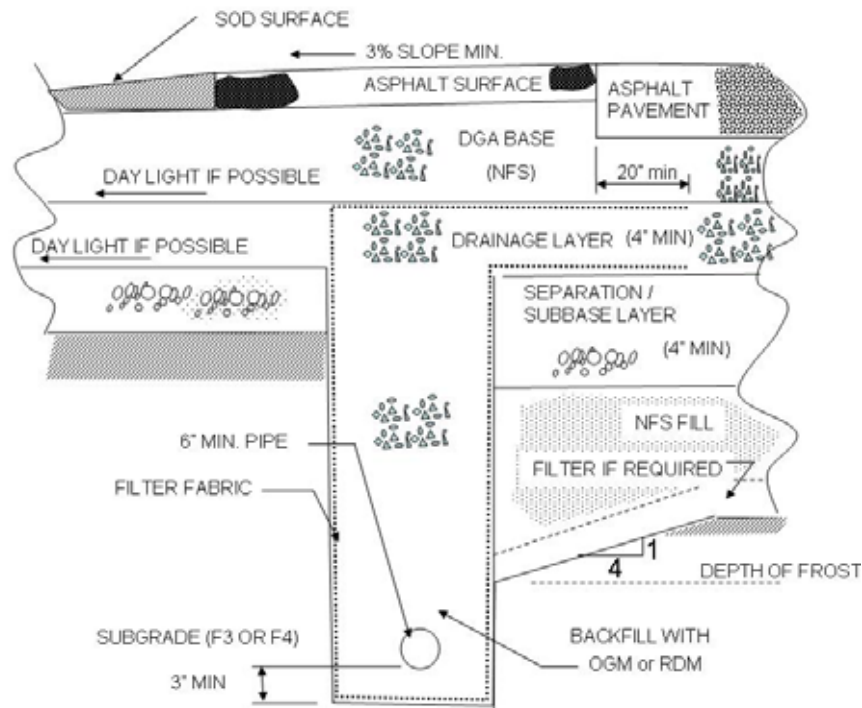 SOD SURFACE
3% SLOPE MIN.
ASPHALT SURFACE
ASPHALT
PAVEMENT
DGA BASE
(NFS)
20" min
DAY LIGHT IF POSSIBLE
DRAINAGE LAYER (4" MIN)
DAY LIGHT IF POSSIBLE
SEPARATION /
SUBBASE LAYER
(4" MIN)
NFS FILL
6" MIN. PIPE
FILTER IF REQUIRED
FILTER FABRIC
1
4
DEPTH OF FROST
SUBGRADE (F3 OR F4)
BACKFILL WITH
OGM or RDM
3" MIN